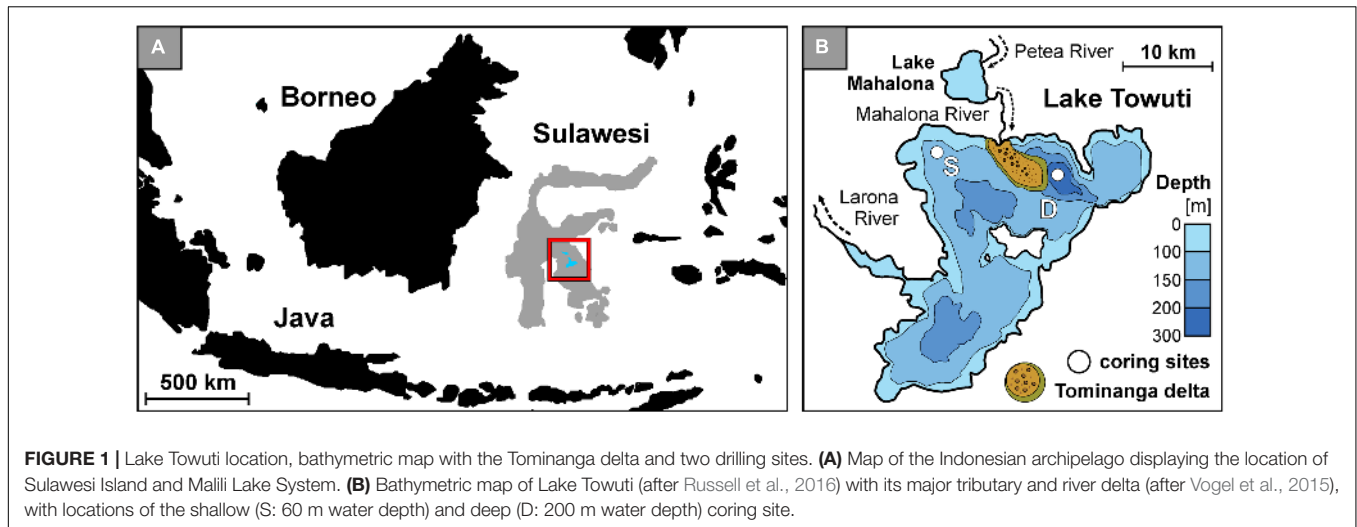 A
Borneo
Sulawesi
Java
500 km
B
Petea River
10 km
Lake
Mahalona
Lake Towuti
Mahalona River
S
D
Larona
River
Depth
[m]
0
100
150
200
300
coring sites
Tominanga delta
FIGURE 1 | Lake Towuti location, bathymetric map with the Tominanga delta and two drilling sites. (A) Map of the Indonesian archipelago displaying the location of
Sulawesi Island and Malili Lake System. (B) Bathymetric map of Lake Towuti (after Russell et al., 2016) with its major tributary and river delta (after Vogel et al., 2015),
with locations of the shallow (S: 60 m water depth) and deep (D: 200 m water depth) coring site.